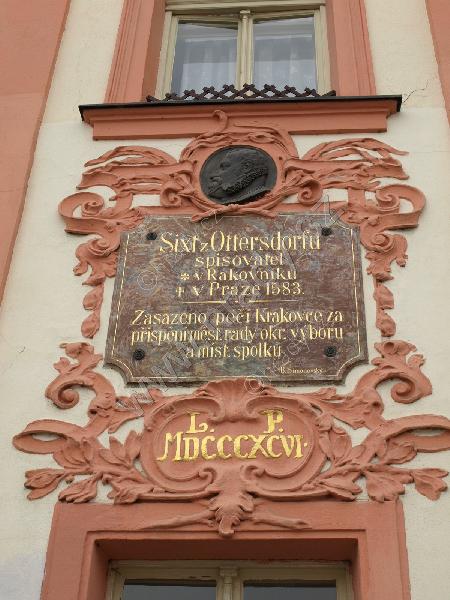 Sixt z Ottersdorfu
spisovatel
* v Rakovníku
† v Praze 1583.
Zasazeno péčí Krakovce za
přispění měst. rady okr. výboru
a míst. spolků
L. P.
MDCCCXCVI.